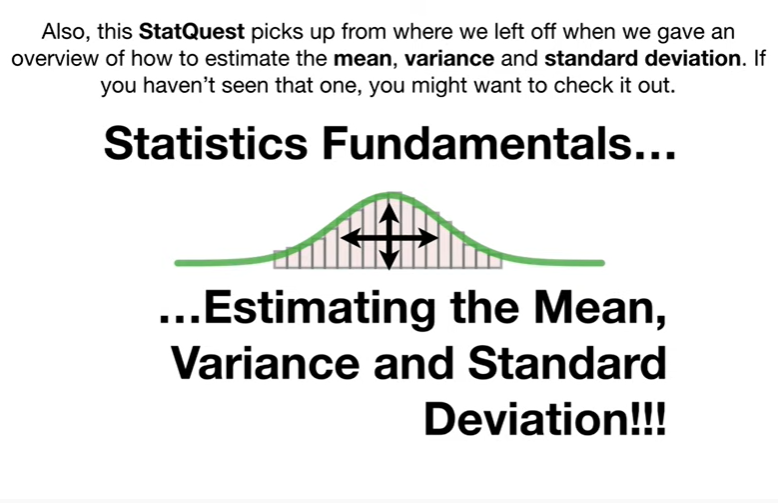 Also, this StatQuest picks up from where we left off when we gave an
overview of how to estimate the mean, variance and standard deviation. If
you haven’t seen that one, you might want to check it out.
Statistics Fundamentals...
...Estimating the Mean,
Variance and Standard
Deviation!!!